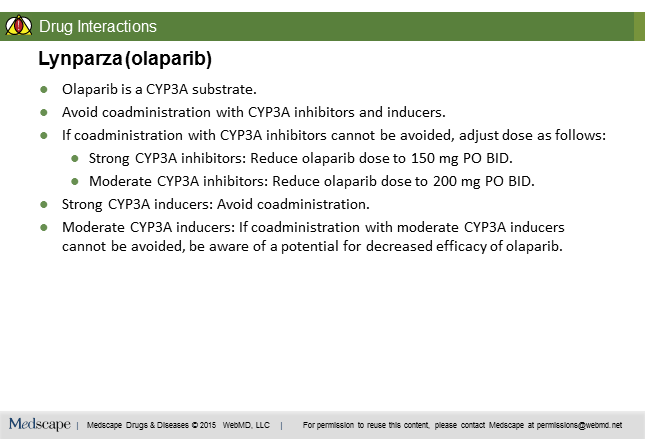 Drug Interactions
Lynparza (olaparib)
Olaparib is a CYP3A substrate.
Avoid coadministration with CYP3A inhibitors and inducers.
If coadministration with CYP3A inhibitors cannot be avoided, adjust dose as follows:
Strong CYP3A inhibitors: Reduce olaparib dose to 150 mg PO BID.
Moderate CYP3A inhibitors: Reduce olaparib dose to 200 mg PO BID.
Strong CYP3A inducers: Avoid coadministration.
Moderate CYP3A inducers: If coadministration with moderate CYP3A inducers
cannot be avoided, be aware of a potential for decreased efficacy of olaparib.
Medscape | Medscape Drugs & Diseases © 2015 WebMD, LLC | For permission to reuse this content, please contact Medscape at permissions@webmd.net